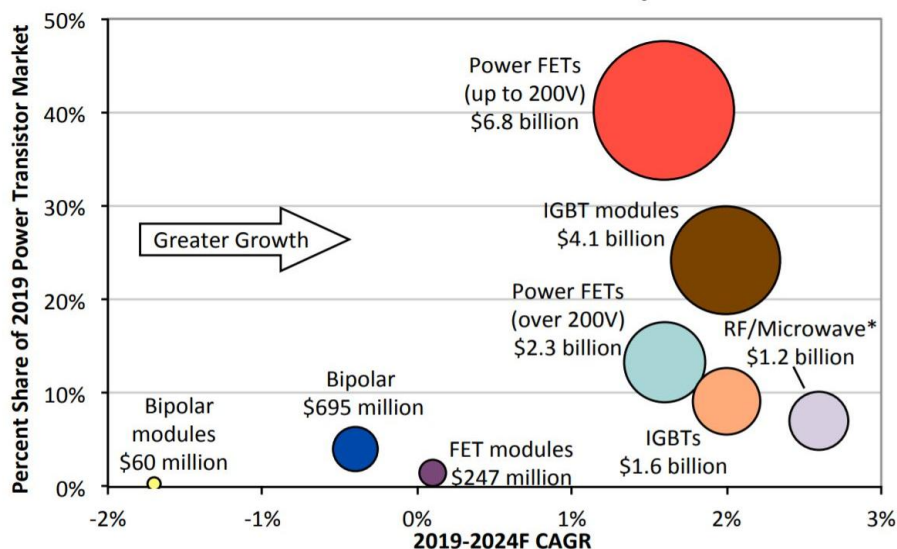 Percent Share of 2019 Power Transistor Market
50%
40%
30%
20%
10%
0%
Power FETs
(up to 200V)
$6.8 billion
IGBT modules
$4.1 billion
Greater Growth
Power FETs
(over 200V)
$2.3 billion
RF/Microwave*
$1.2 billion
Bipolar
$695 million
Bipolar
modules
$60 million
FET modules
$247 million
IGBTs
$1.6 billion
-2%
-1%
0%
1%
2%
3%
2019-2024F CAGR